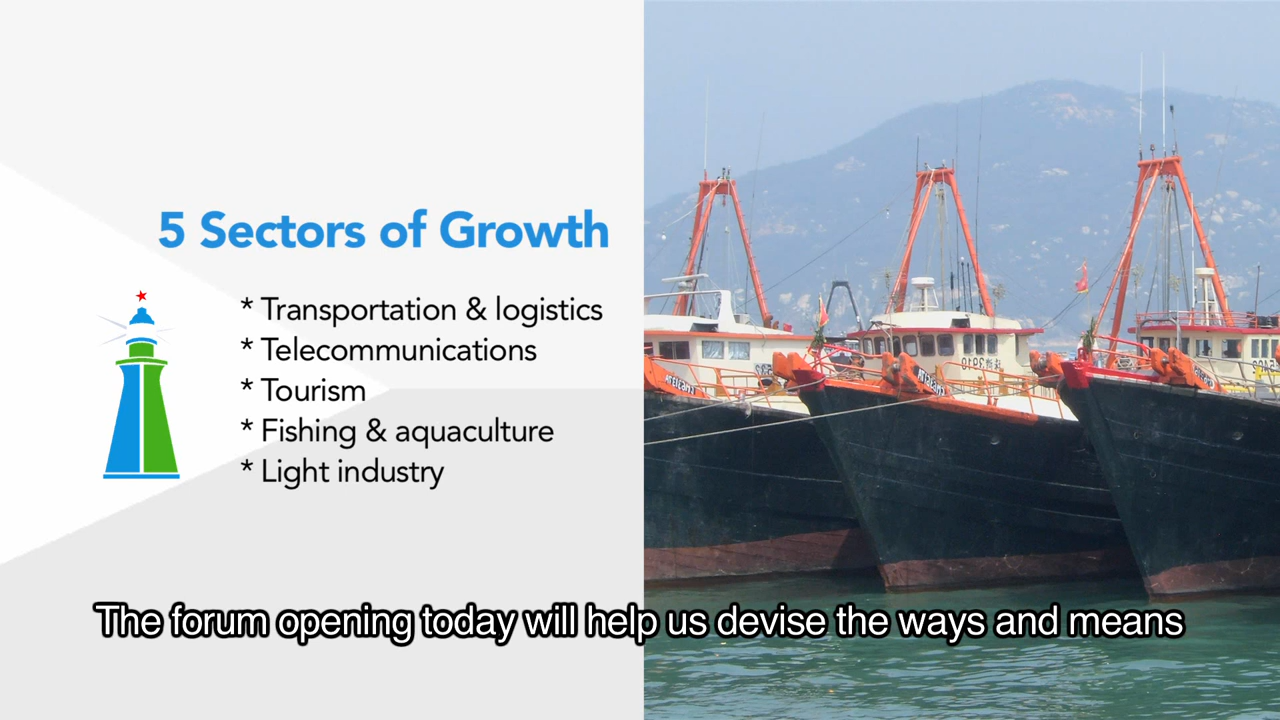 5 Sectors of Growth
* Transportation & logistics
* Telecommunications
* Tourism
* Fishing & aquaculture
* Light industry
The forum opening today will help us devise the ways and means